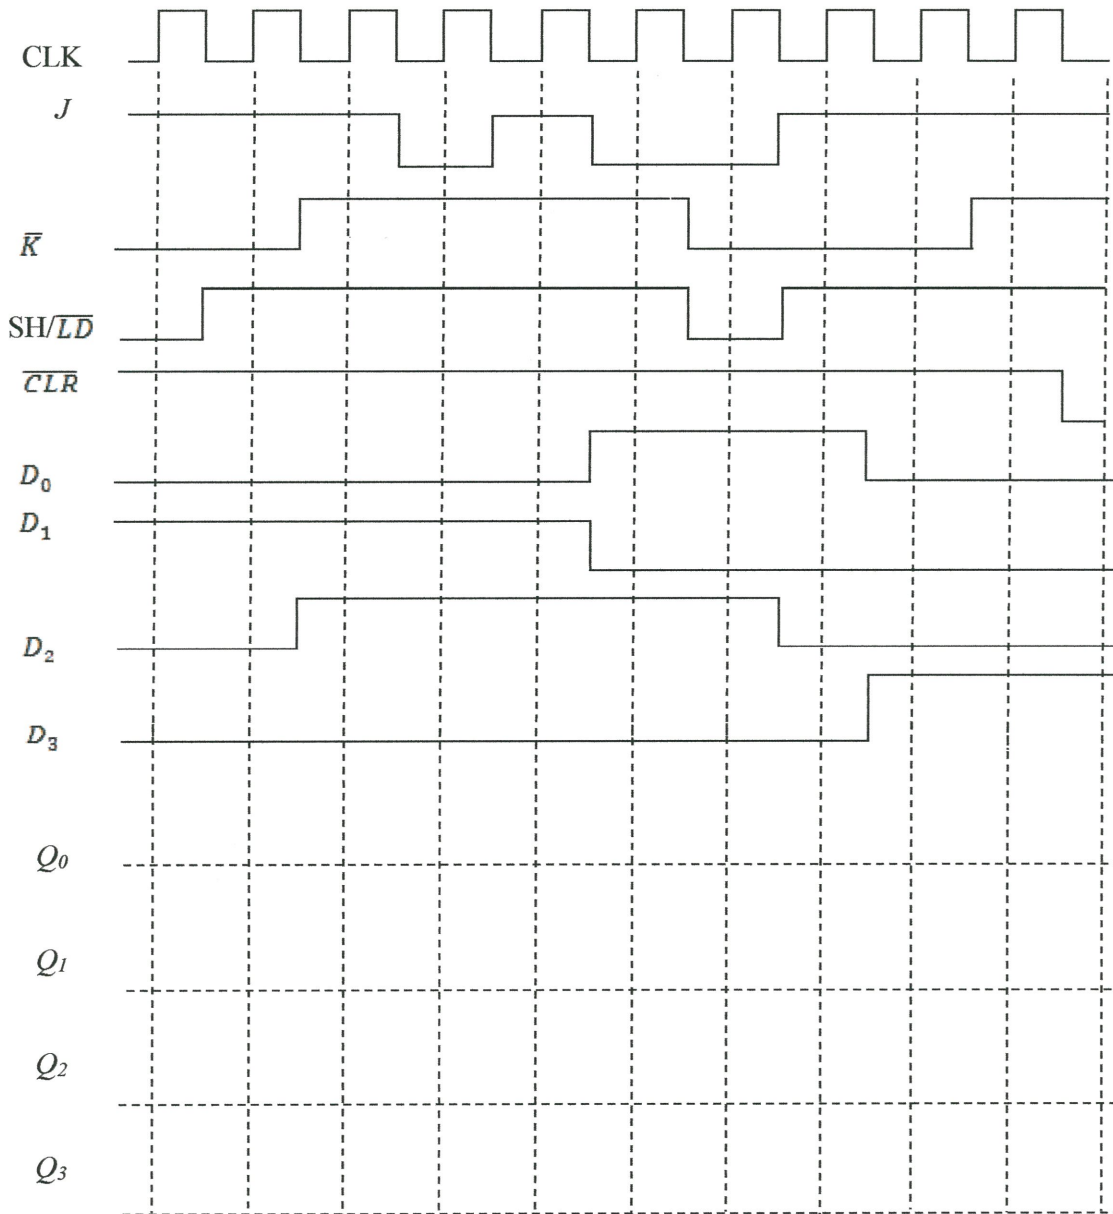 CLK
J
K̅
SH/L̅D̅
C̅L̅R̅
D₀
D₁
D₂
D₃
Q₀
Q₁
Q₂
Q₃